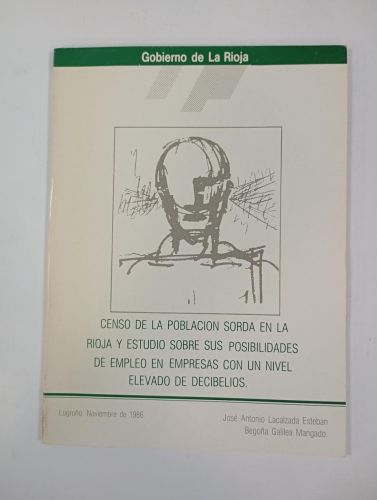 Gobierno de La Rioja
CENSO DE LA POBLACION SORDA EN LA
RIOJA Y ESTUDIO SOBRE SUS POSIBILIDADES
DE EMPLEO EN EMPRESAS CON UN NIVEL
ELEVADO DE DECIBELIOS.
Logroño, Noviembre de 1986
José Antonio Lacalzada Esteban
Begoña Galilea Mangado.